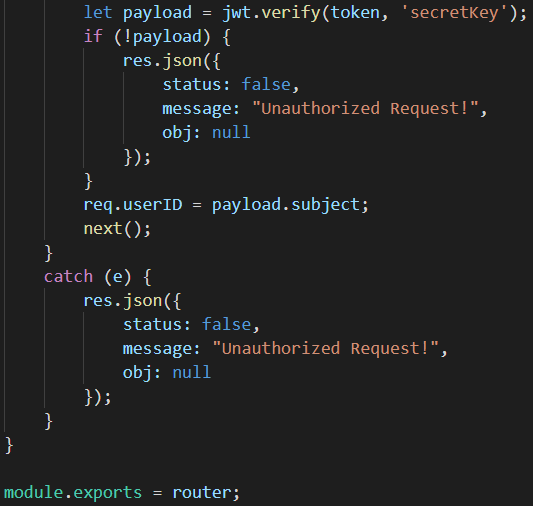 let payload = jwt.verify(token, 'secretKey');
        if (!payload) {
            res.json({
                status: false,
                message: "Unauthorized Request!",
                obj: null
            });
        }
        req.userID = payload.subject;
        next();
    }
    catch (e) {
        res.json({
            status: false,
            message: "Unauthorized Request!",
            obj: null
        });
    }
}

module.exports = router;